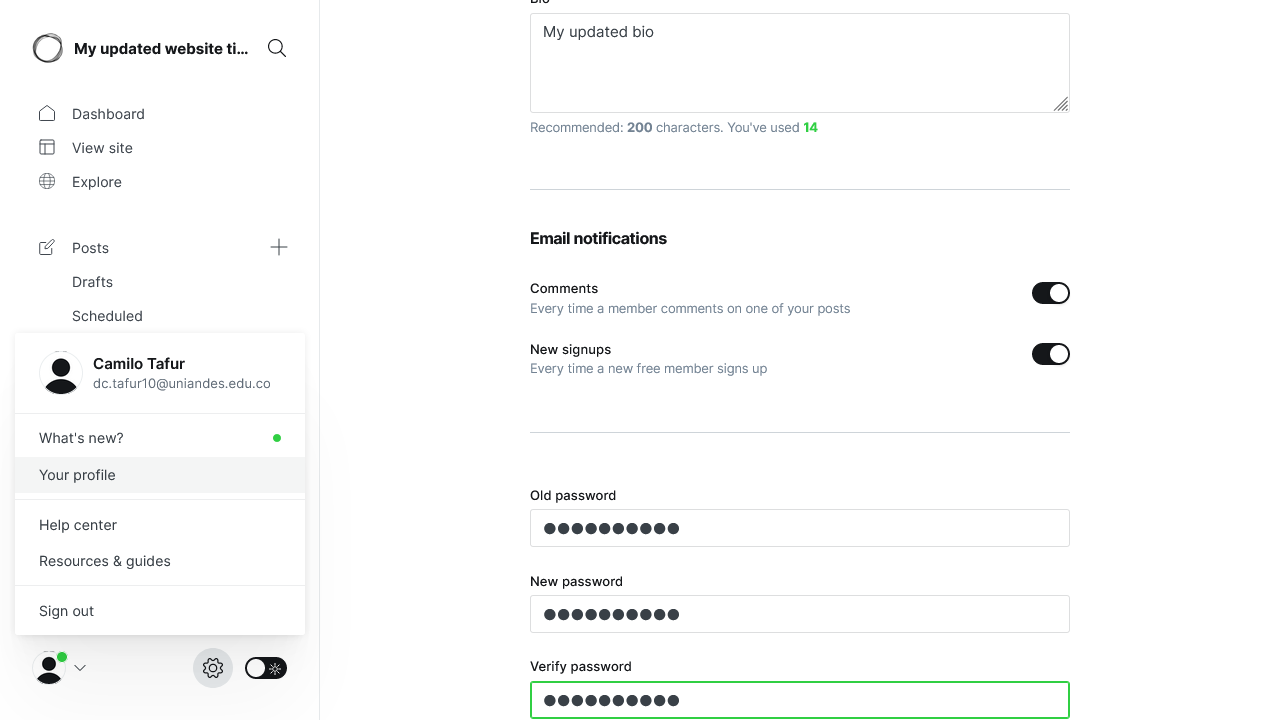 My updated website ti...
Dashboard
View site
Explore
Posts
Drafts
Scheduled
Camilo Tafur
dc.tafur10@uniandes.edu.co
What's new?
Your profile
Help center
Resources & guides
Sign out
Bio
My updated bio
Recommended: 200 characters. You've used 14
Email notifications
Comments
Every time a member comments on one of your posts
New signups
Every time a new free member signs up
Old password
●●●●●●●●●●
New password
●●●●●●●●●●
Verify password
●●●●●●●●●●